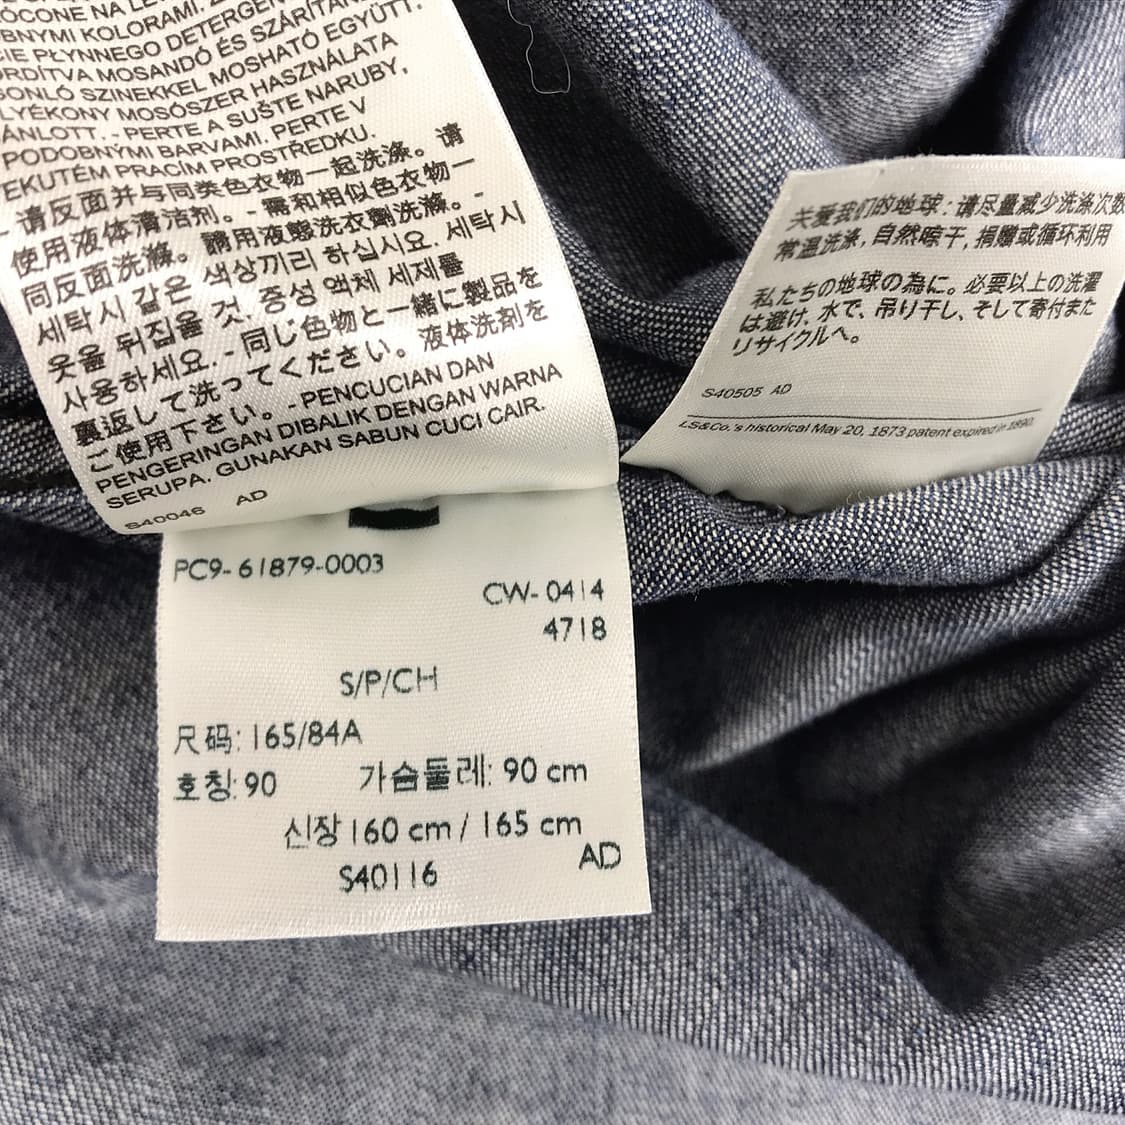 ÓCONE NA LE
BNYMI KOLORAMI.
CIE PŁYNNEGO DETERGEN
ORDÍTVA MOSANDÓ ÉS SZÁRÍTAN
SONLÓ SZINEKKEL MOSHATÓ EGYÜTT.
LYÉKONY MOSÓSZER HASZNÁLATA
ÁNLOTT. - PERTE A SUŠTE NARUBY,
PODOBNÝMI BARVAMI. PERTE V
TEKUTÉM PRACÍM PROSTŘEDKU.
- 请反面并与同类色衣物一起洗涤。请
使用液体清洁剂。- 需和相似色衣物一
同反面洗滌。請用液態洗衣劑洗滌。-
세탁 시 같은 색상끼리 하십시요. 세탁 시
옷을 뒤집을 것. 중성 액체 세제를
사용하세요. - 同じ色物と一緒に製品を
裏返して洗ってください。液体洗剤を
ご使用下さい。- PENCUCIAN DAN
PENGERINGAN DIBALIK DENGAN WARNA
SERUPA. GUNAKAN SABUN CUCI CAIR.
S40046 AD
关爱我们的地球：请尽量减少洗涤次数
常温洗涤，自然晾干，捐赠或循环利用
私たちの地球の為に。必要以上の洗濯
は避け、水で、吊り干し、そして寄付また
リサイクルへ。
S40505 AD
LS&Co.'s historical May 20, 1873 patent expired in 1890.
PC9-61879-0003
CW-0414
4718
S/P/CH
尺码: 165/84A
호칭: 90 가슴둘레: 90 cm
신장 160 cm / 165 cm
AD
S40116